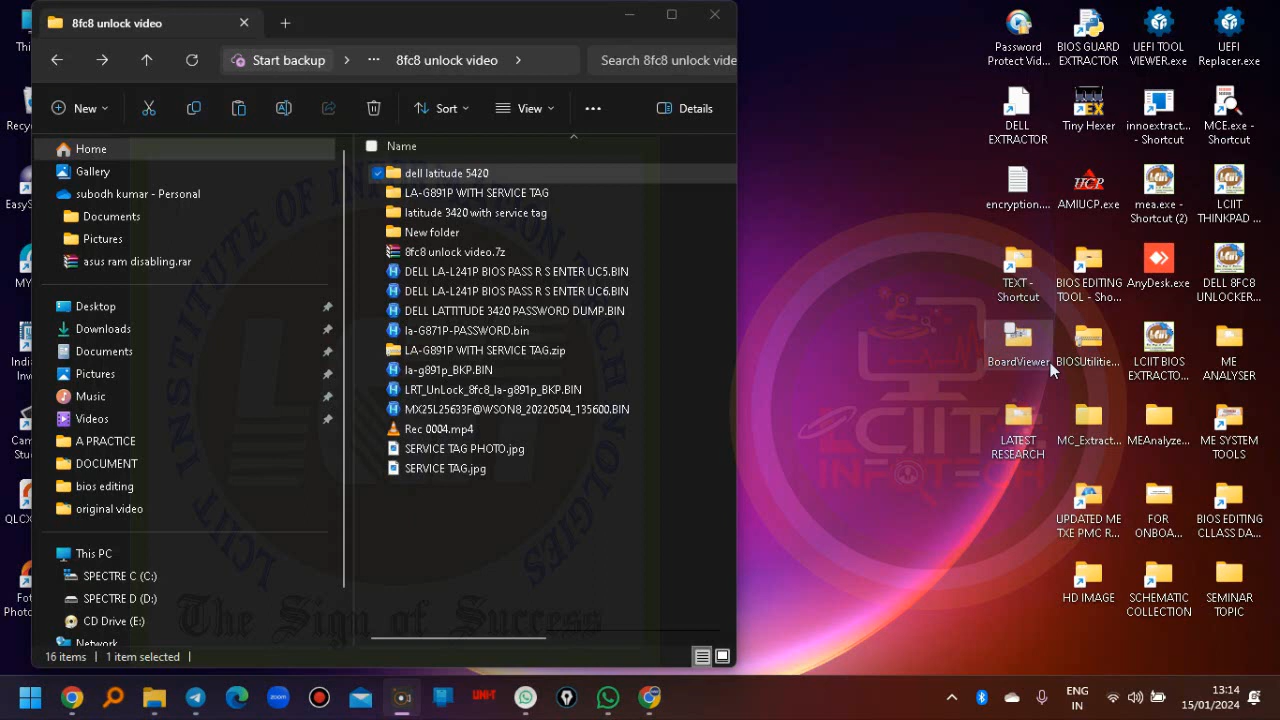 8fc8 unlock video
Start backup
8fc8 unlock video
Search 8fc8 unlock vide
New
Sort
View
Details
Home
Gallery
subodh kumar - Personal
Documents
Pictures
asus ram disabling.rar
Desktop
Downloads
Documents
Pictures
Music
Videos
A PRACTICE
DOCUMENT
bios editing
original video
This PC
SPECTRE C (C:)
SPECTRE D (D:)
CD Drive (E:)
Network
Name
dell latitude 3420
LA-G891P WITH SERVICE TAG
latitude 3420 with service tag
New folder
8fc8 unlock video.7z
DELL LA-L241P BIOS PASSR S ENTER UC5.BIN
DELL LA-L241P BIOS PASSR S ENTER UC6.BIN
DELL LATTITUDE 3420 PASSWORD DUMP.BIN
la-G871P-PASSWORD.bin
LA-G891P WITH SERVICE TAG.zip
la-g891p_BKP.BIN
LRT_UnLock_8fc8_la-g891p_BKP.BIN
MX25L25633F@WSON8_20220504_135600.BIN
Rec 0004.mp4
SERVICE TAG PHOTO.jpg
SERVICE TAG.jpg
The Sign of Success
16 items
1 item selected
Password
Protect Vid...
BIOS GUARD
EXTRACTOR
UEFI TOOL
VIEWER.exe
UEFI
Replacer.exe
DELL
EXTRACTOR
Tiny Hexer
innoextract...
- Shortcut
MCE.exe -
Shortcut
encryption....
AMIUCP.exe
mea.exe -
Shortcut (2)
LCIIT
THINKPAD ...
TEXT -
Shortcut
BIOS EDITING
TOOL - Sho...
AnyDesk.exe
DELL 8FC8
UNLOCKER...
BoardViewer
BIOSUtilitie...
LCIIT BIOS
EXTRACTO...
ME
ANALYSER
LATEST
RESEARCH
MC_Extract...
MEAnalyze...
ME SYSTEM
TOOLS
UPDATED ME
TXE PMC R...
FOR
ONBOA...
BIOS EDITING
CLLASS DA...
HD IMAGE
SCHEMATIC
COLLECTION
SEMINAR
TOPIC
LCIIT
INFOTECH
zoom
UNI-T
ENG
IN
13:14
15/01/2024